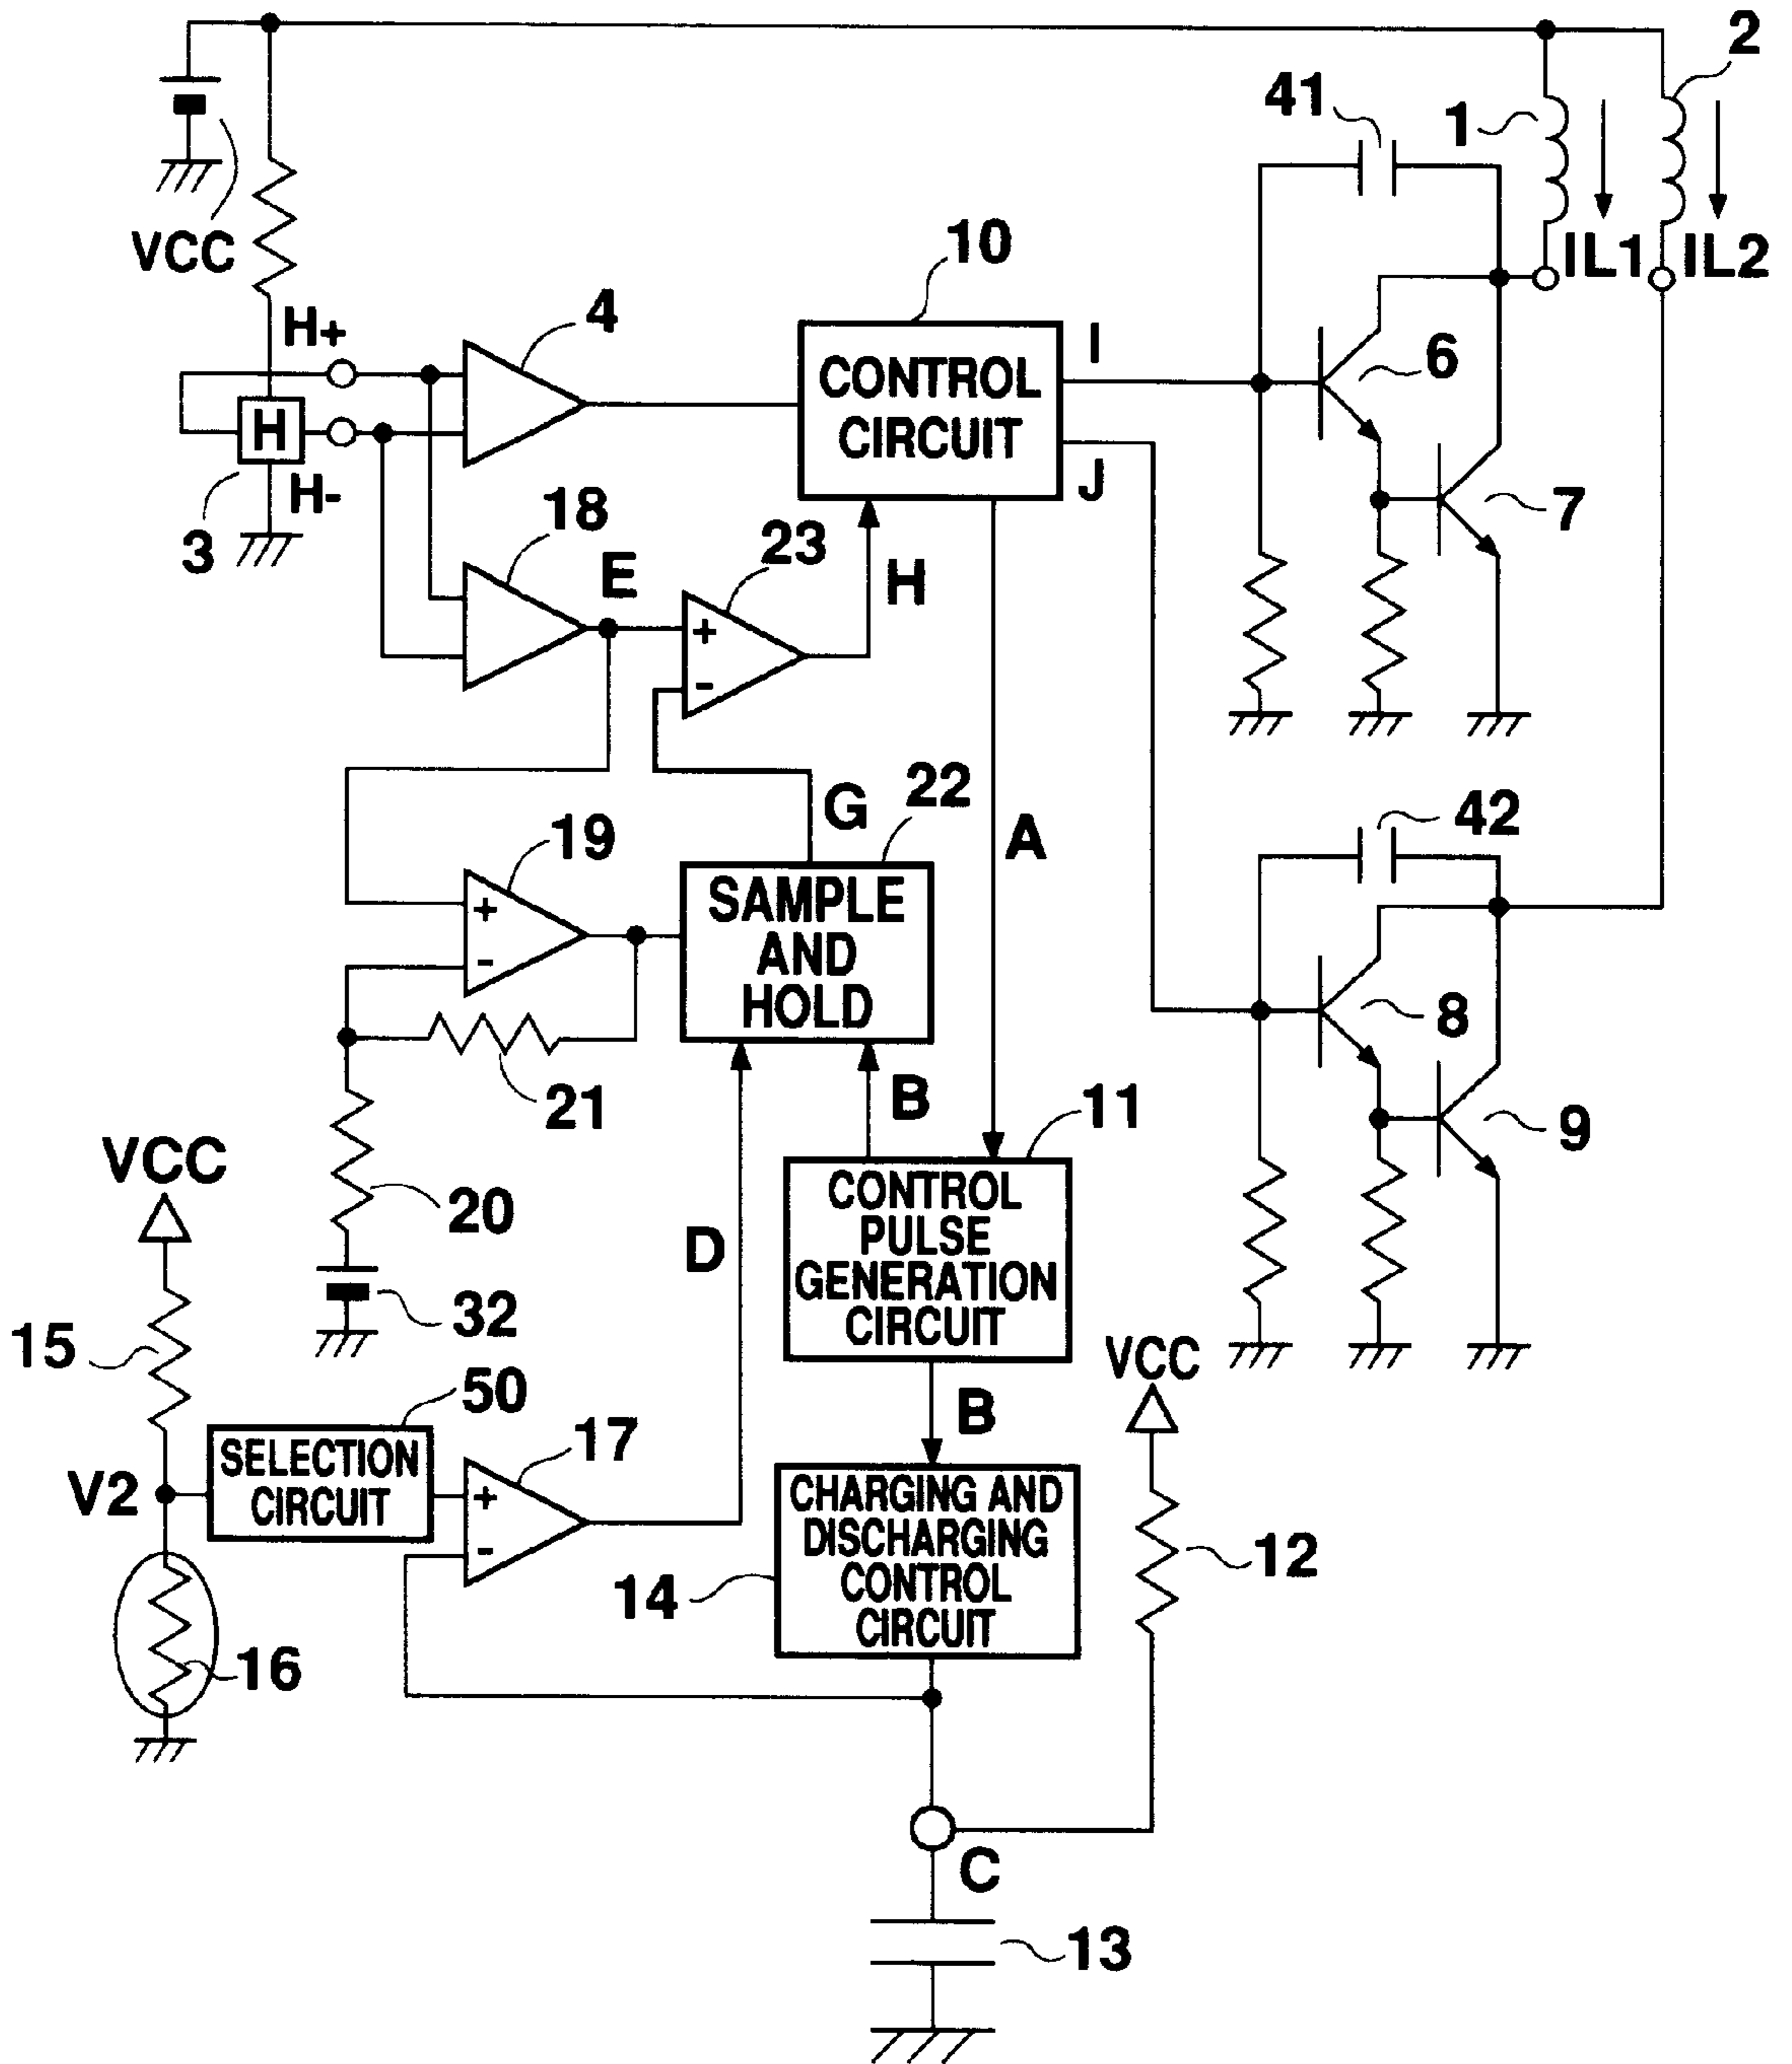 2
41
1
VCC
10
IL1
IL2
H+
4
I
CONTROL
CIRCUIT
6
H
J
H-
3
18
23
7
E
H
+
-
22
G
A
42
19
SAMPLE
AND
HOLD
+
-
8
21
B
11
9
VCC
20
D
CONTROL
PULSE
GENERATION
CIRCUIT
32
15
VCC
50
B
17
SELECTION
CIRCUIT
V2
+
-
CHARGING AND
DISCHARGING
CONTROL
CIRCUIT
12
14
16
C
13